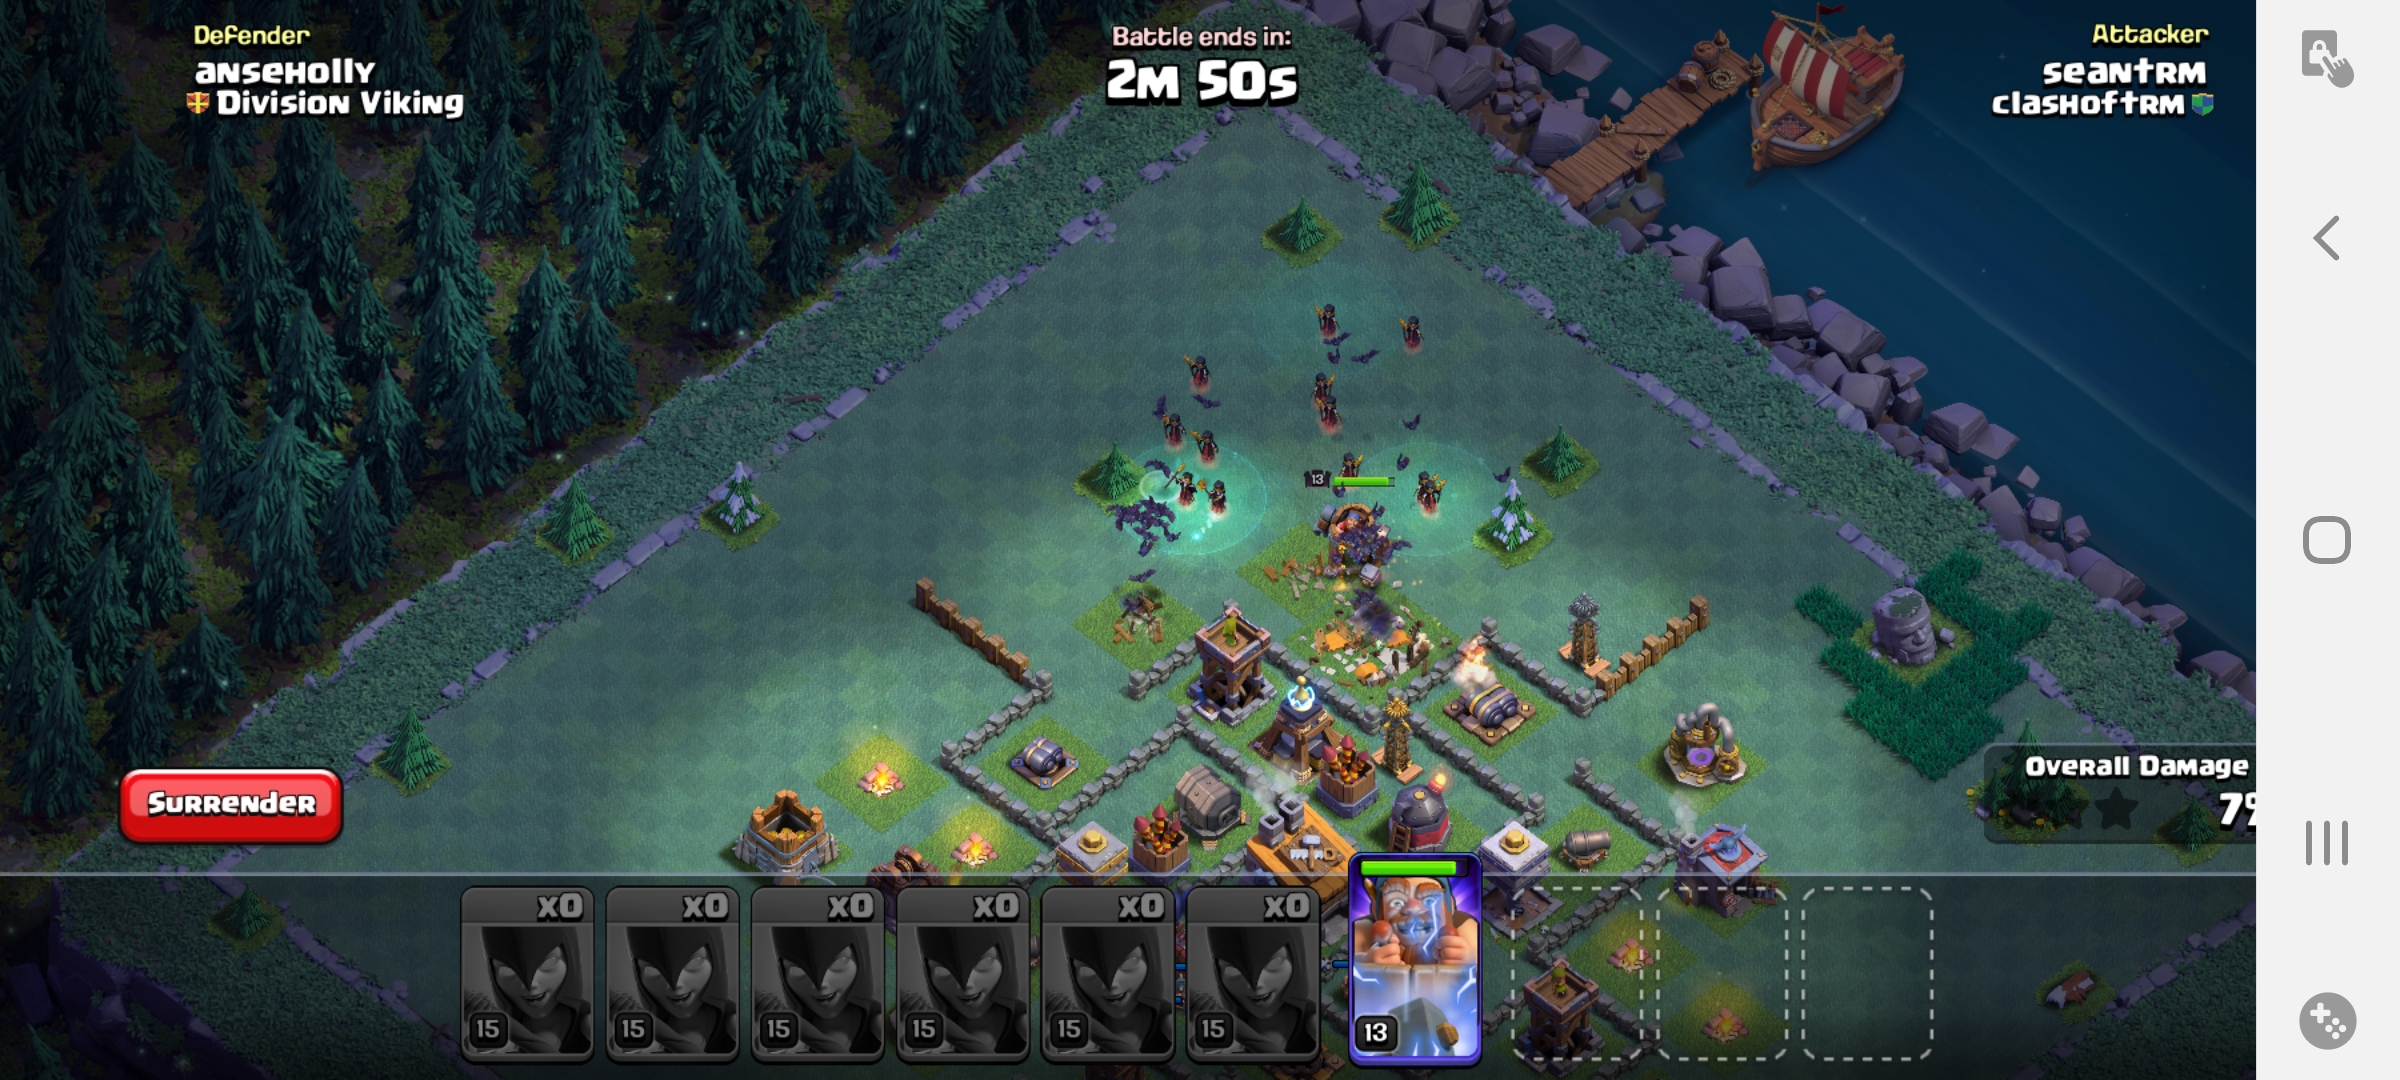 Defender
anseholly
Division Viking
Battle ends in:
2m 50s
Attacker
seantrm
clashoftrm
Surrender
Overall Damage
7%
x0
x0
x0
x0
x0
x0
15
15
15
15
15
15
13
13